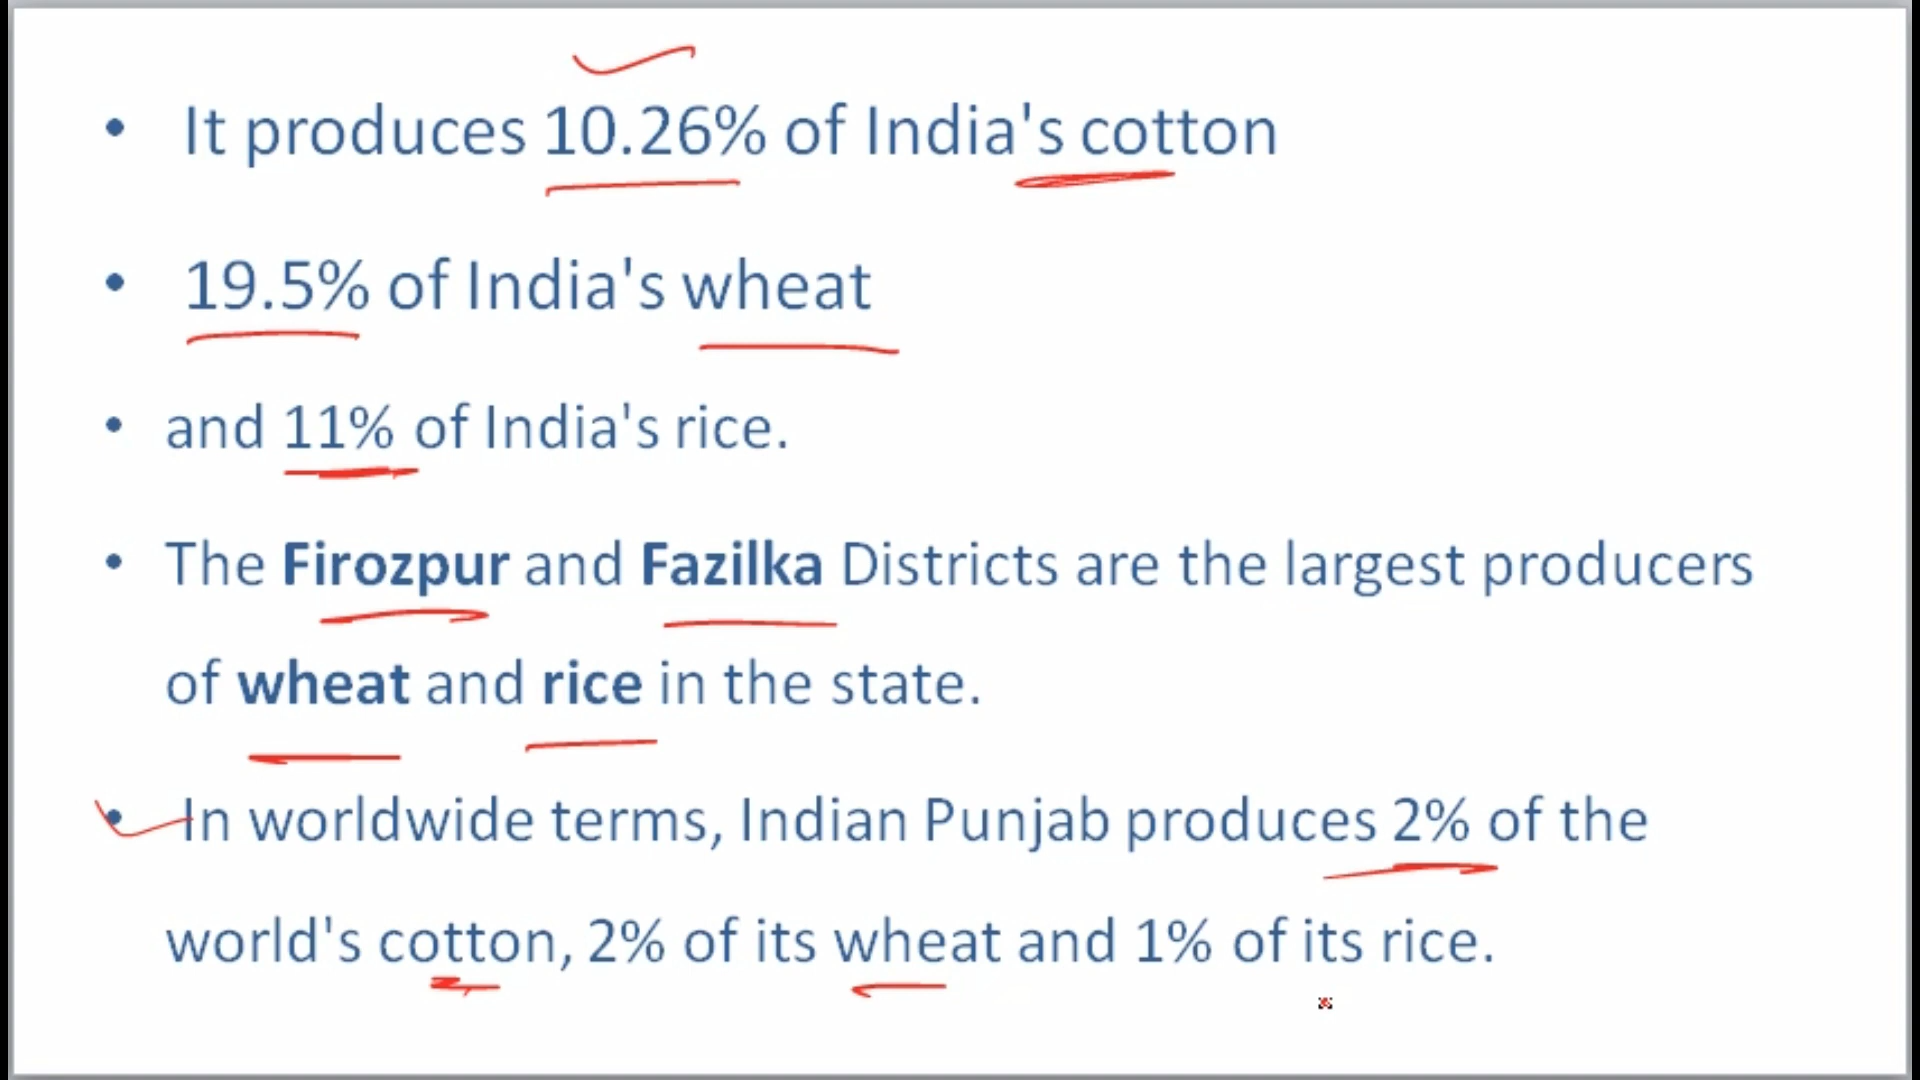 • It produces 10.26% of India's cotton
• 19.5% of India's wheat
• and 11% of India's rice.
• The Firozpur and Fazilka Districts are the largest producers
of wheat and rice in the state.
• In worldwide terms, Indian Punjab produces 2% of the
world's cotton, 2% of its wheat and 1% of its rice.